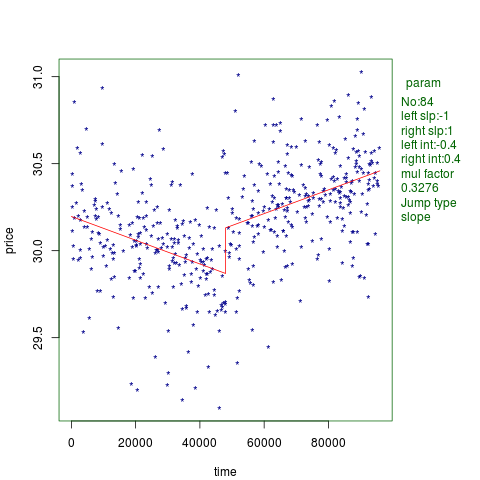 param
No:84
left slp:-1
right slp:1
left int:-0.4
right int:0.4
mul factor
0.3276
Jump type
slope
31.0
30.5
30.0
29.5
price
0 20000 40000 60000 80000
time